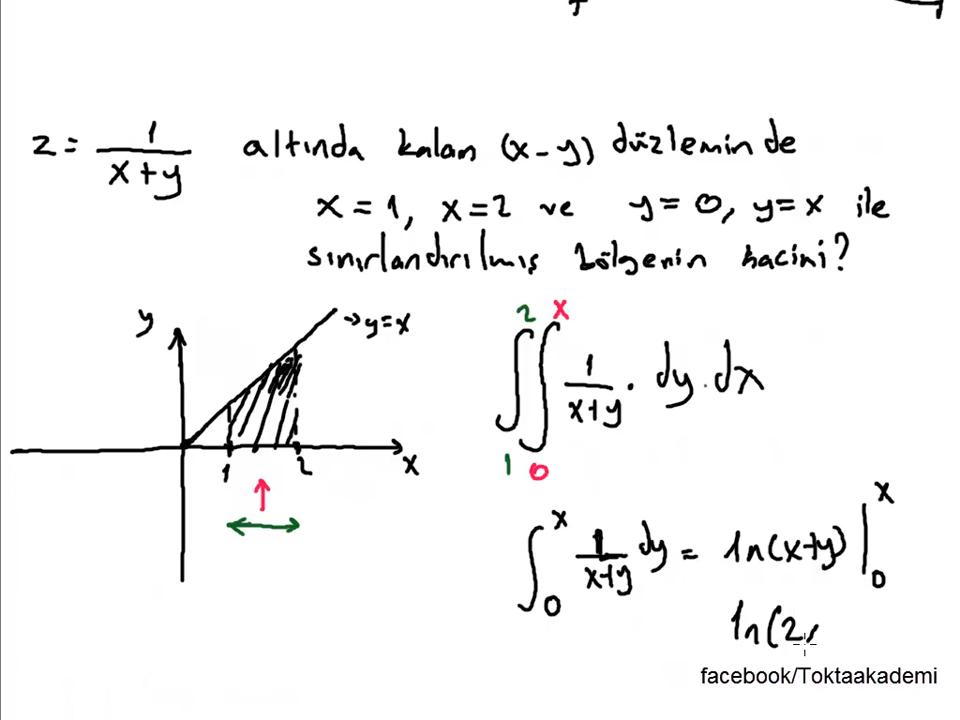 z = 1/(x+y) altında kalan (x-y) düzleminde
x = 1, x = 2 ve y = 0, y = x ile
sınırlandırılmış bölgenin hacimi?
y
→ y = x
1
2
x
∫₁² ∫₀ˣ 1/(x+y) · dy · dx
∫₀ˣ 1/(x+y) dy = ln(x+y) |₀ˣ
ln(2
facebook/Toktaakademi